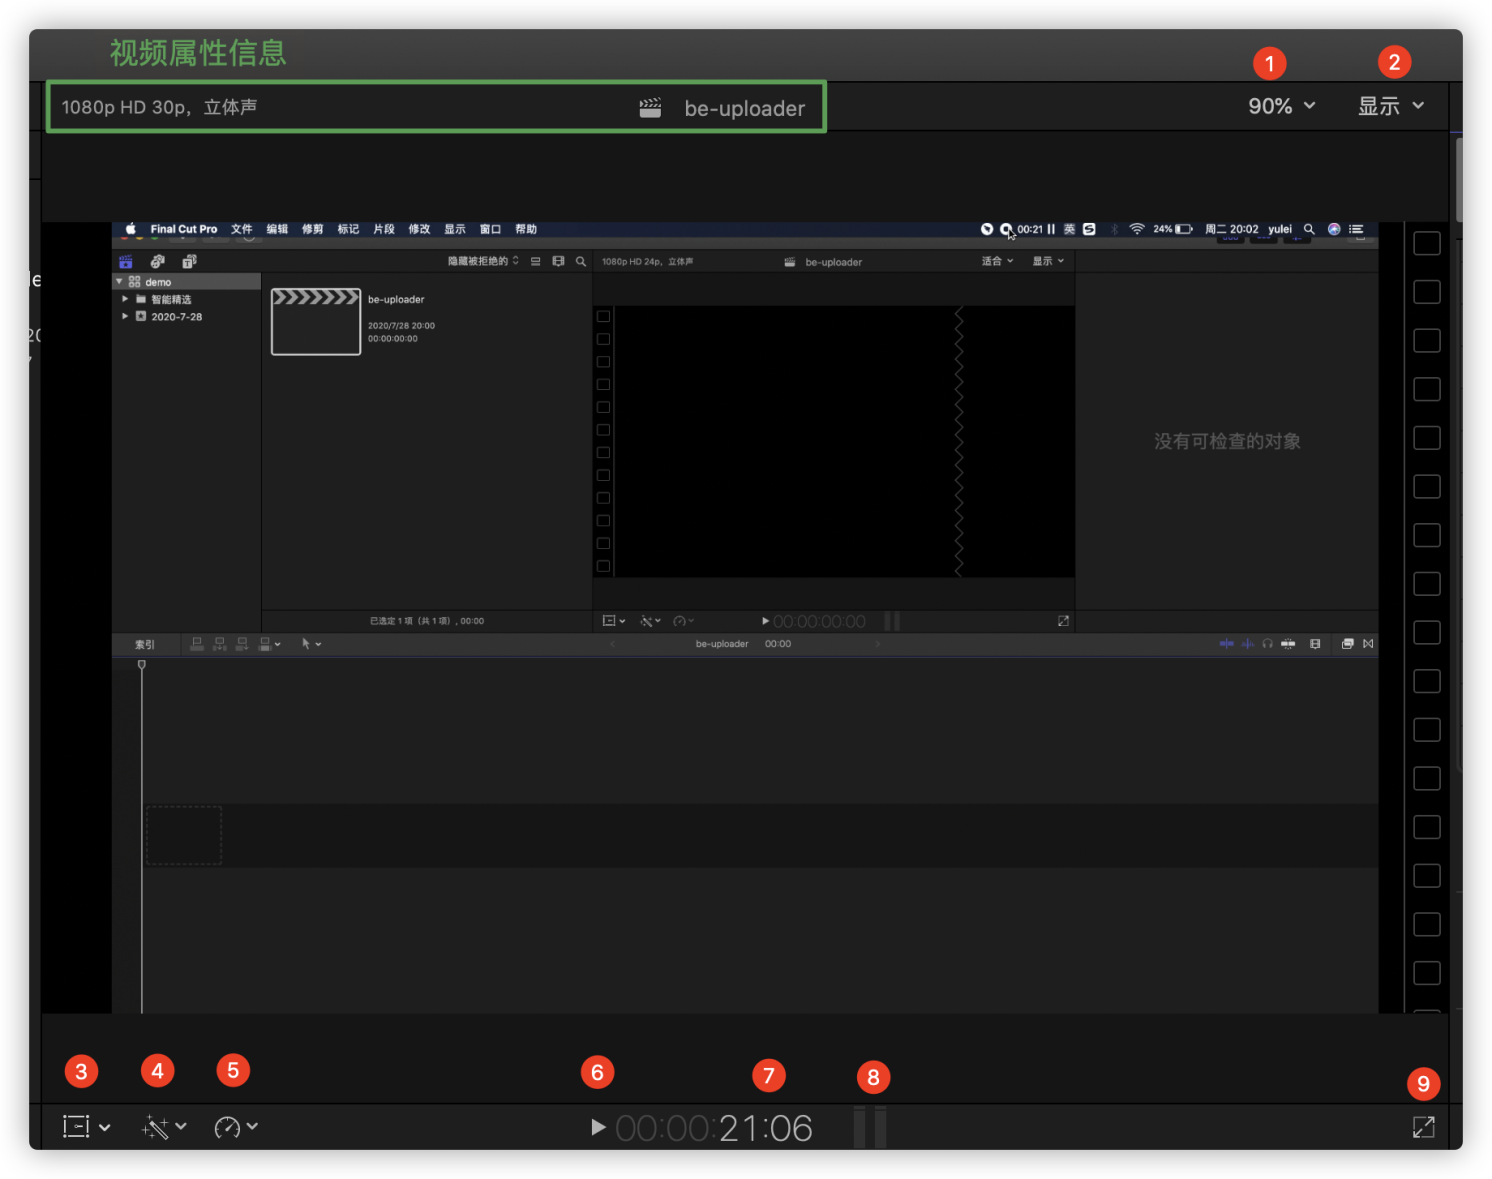 视频属性信息
1
2
1080p HD 30p，立体声
be-uploader
90%
显示
Final Cut Pro 文件 编辑 修剪 标记 片段 修改 显示 窗口 帮助
00:21 英 24% 周二 20:02 yulei
隐藏被拒绝的
1080p HD 24p，立体声
be-uploader
适合
显示
demo
智能精选
2020-7-28
be-uploader
2020/7/28 20:00
00:00:00:00
没有可检查的对象
已选定 1 项（共 1 项）, 00:00
00:00:00:00
索引
be-uploader 00:00
3
4
5
6
7
8
9
00:00:21:06